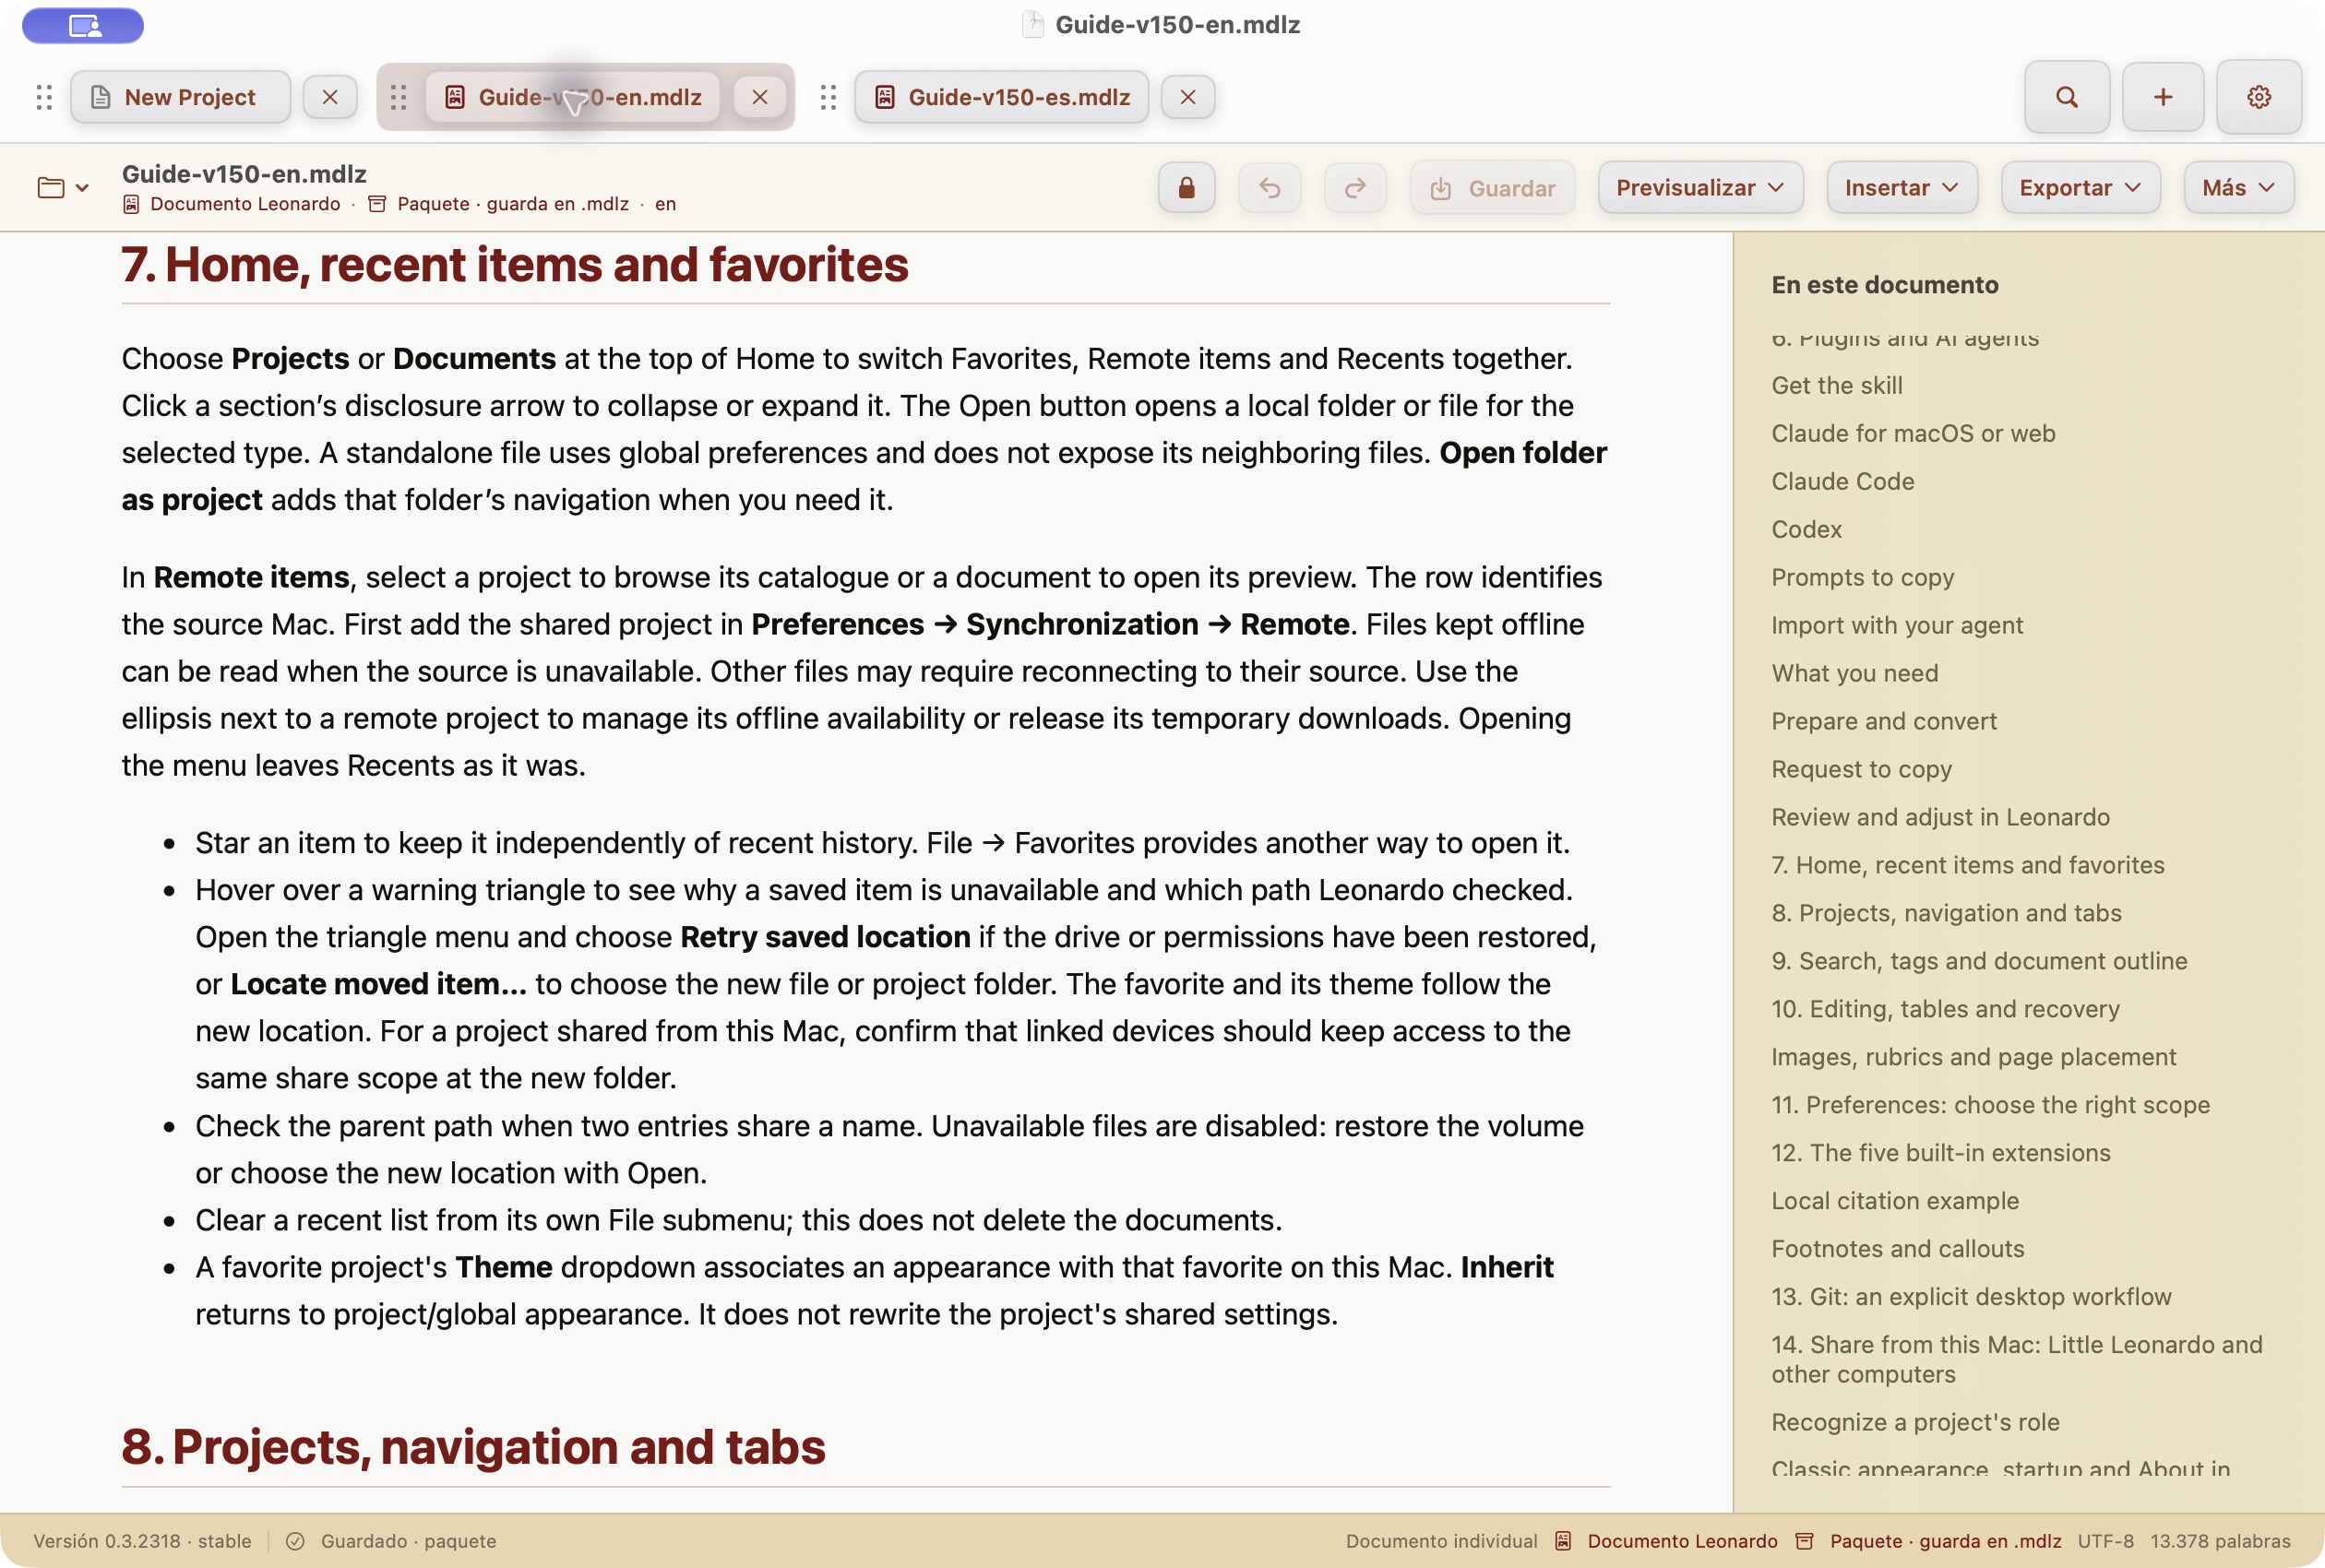 Guide-v150-en.mdlz
New Project
Guide-v150-en.mdlz
Guide-v150-es.mdlz
Guide-v150-en.mdlz
Documento Leonardo · Paquete · guarda en .mdlz · en
Guardar
Previsualizar
Insertar
Exportar
Más
7. Home, recent items and favorites
Choose Projects or Documents at the top of Home to switch Favorites, Remote items and Recents together.
Click a section’s disclosure arrow to collapse or expand it. The Open button opens a local folder or file for the
selected type. A standalone file uses global preferences and does not expose its neighboring files. Open folder
as project adds that folder’s navigation when you need it.
In Remote items, select a project to browse its catalogue or a document to open its preview. The row identifies
the source Mac. First add the shared project in Preferences → Synchronization → Remote. Files kept offline
can be read when the source is unavailable. Other files may require reconnecting to their source. Use the
ellipsis next to a remote project to manage its offline availability or release its temporary downloads. Opening
the menu leaves Recents as it was.
• Star an item to keep it independently of recent history. File → Favorites provides another way to open it.
• Hover over a warning triangle to see why a saved item is unavailable and which path Leonardo checked.
Open the triangle menu and choose Retry saved location if the drive or permissions have been restored,
or Locate moved item... to choose the new file or project folder. The favorite and its theme follow the
new location. For a project shared from this Mac, confirm that linked devices should keep access to the
same share scope at the new folder.
• Check the parent path when two entries share a name. Unavailable files are disabled: restore the volume
or choose the new location with Open.
• Clear a recent list from its own File submenu; this does not delete the documents.
• A favorite project's Theme dropdown associates an appearance with that favorite on this Mac. Inherit
returns to project/global appearance. It does not rewrite the project's shared settings.
8. Projects, navigation and tabs
En este documento
6. Plugins and AI agents
Get the skill
Claude for macOS or web
Claude Code
Codex
Prompts to copy
Import with your agent
What you need
Prepare and convert
Request to copy
Review and adjust in Leonardo
7. Home, recent items and favorites
8. Projects, navigation and tabs
9. Search, tags and document outline
10. Editing, tables and recovery
Images, rubrics and page placement
11. Preferences: choose the right scope
12. The five built-in extensions
Local citation example
Footnotes and callouts
13. Git: an explicit desktop workflow
14. Share from this Mac: Little Leonardo and
other computers
Recognize a project's role
Classic appearance, startup and About in
Versión 0.3.2318 · stable
Guardado · paquete
Documento individual
Documento Leonardo
Paquete · guarda en .mdlz
UTF-8
13.378 palabras